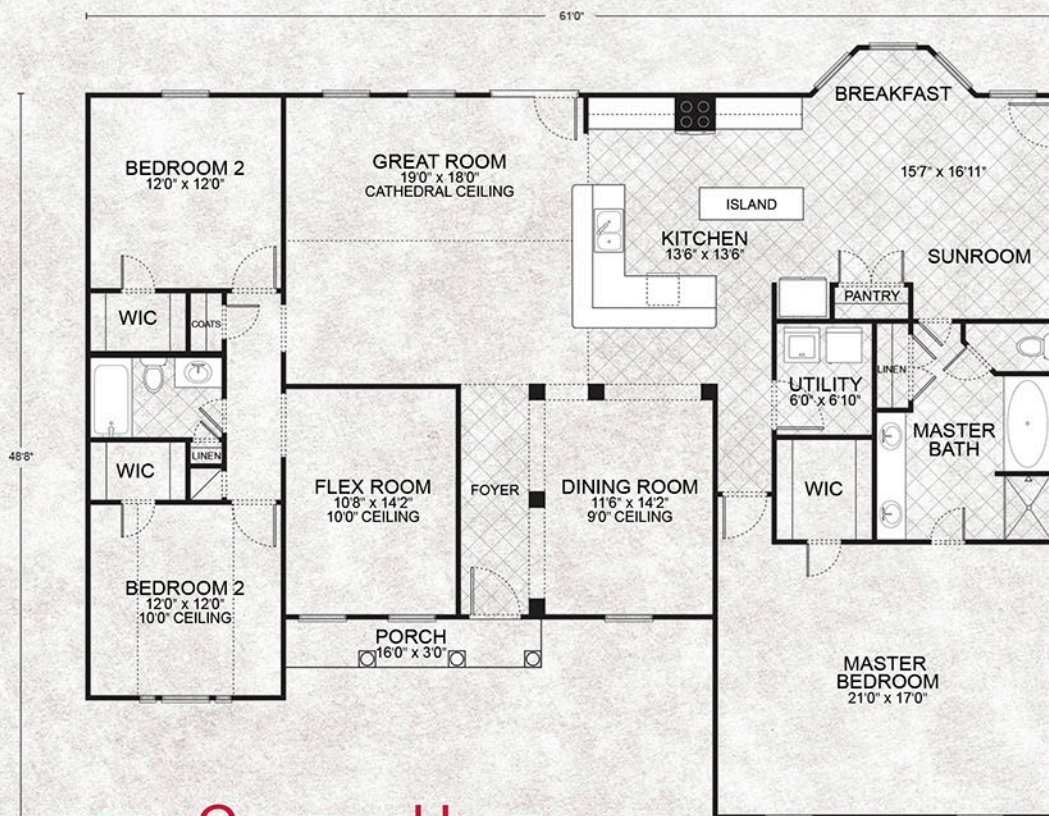 61'0"
BREAKFAST
BEDROOM 2
12'0" x 12'0"
GREAT ROOM
19'0" x 18'0"
CATHEDRAL CEILING
15'7" x 16'11"
ISLAND
KITCHEN
13'6" x 13'6"
SUNROOM
PANTRY
WIC
COATS
LINEN
UTILITY
6'0" x 6'10"
MASTER
BATH
48'8"
LINEN
WIC
FLEX ROOM
10'8" x 14'2
10'0" CEILING
FOYER
DINING ROOM
11'6" x 14'2"
9'0" CEILING
WIC
BEDROOM 2
12'0" x 12'0"
10'0" CEILING
PORCH
16'0" x 3'0"
MASTER
BEDROOM
21'0" x 17'0"